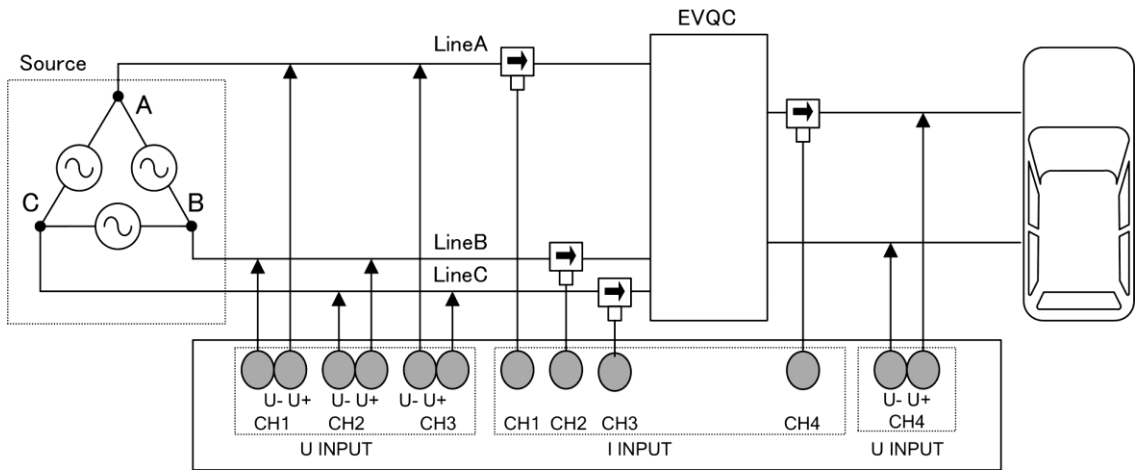 EVQC
LineA
Source
A
C
B
LineB
LineC
U- U+ U- U+ U- U+ U- U+
CH1 CH2 CH3 CH1 CH2 CH3 CH4 CH4
U INPUT I INPUT U INPUT